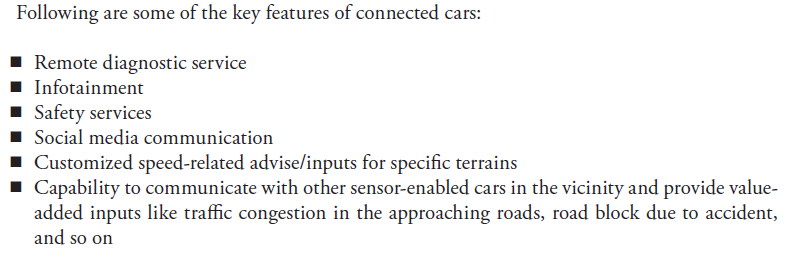 Following are some of the key features of connected cars:
■ Remote diagnostic service
■ Infotainment
■ Safety services
■ Social media communication
■ Customized speed-related advise/inputs for specific terrains
■ Capability to communicate with other sensor-enabled cars in the vicinity and provide value-
added inputs like traffic congestion in the approaching roads, road block due to accident,
and so on